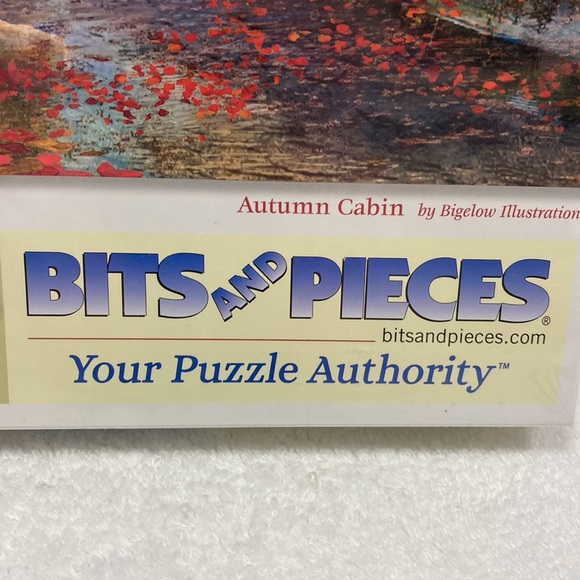 Autumn Cabin by Bigelow Illustration
BITS AND PIECES®
bitsandpieces.com
Your Puzzle Authority™